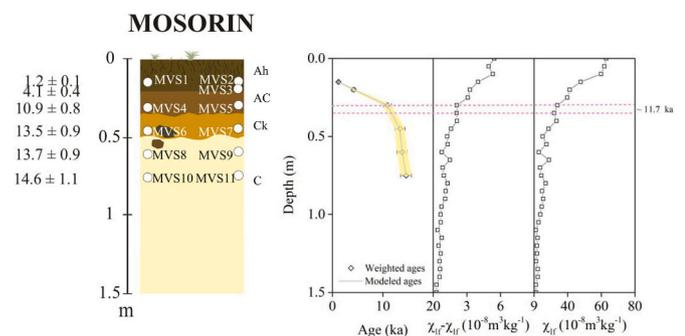 MOSORIN
0
1.2 ± 0.1
4.1 ± 0.4
10.9 ± 0.8
13.5 ± 0.9
0.5
13.7 ± 0.9
14.6 ± 1.1
1
1.5
m
MVS1 MVS2
MVS3
MVS4 MVS5
MVS6 MVS7
MVS8 MVS9
MVS10 MVS11
Ah
AC
Ck
C
Depth (m)
0.0
0.5
1.0
1.5
~ 11.7 ka
Weighted ages
Modeled ages
0 10 20 3 6 9 40 60 80
Age (ka) χlf-χlf (10-8m3kg-1) χlf (10-8m3kg-1)